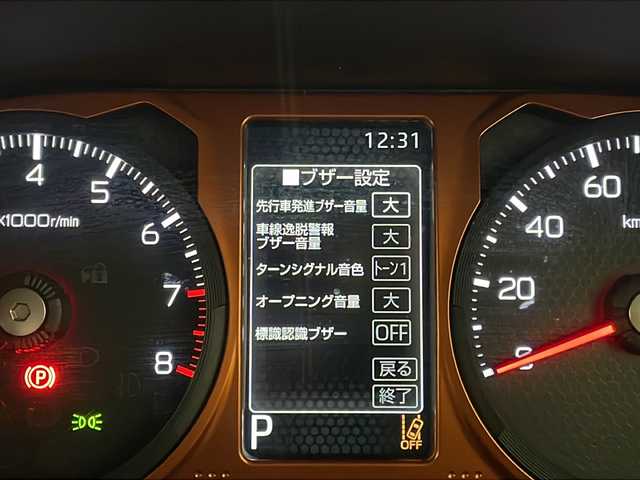 12:31
■ブザー設定
先行車発進ブザー音量 大
車線逸脱警報
ブザー音量 大
ターンシグナル音色 トーン1
オープニング音量 大
標識認識ブザー OFF
戻る
終了
P
OFF
4
5
6
7
8
x1000r/min
P
60
40
20
km